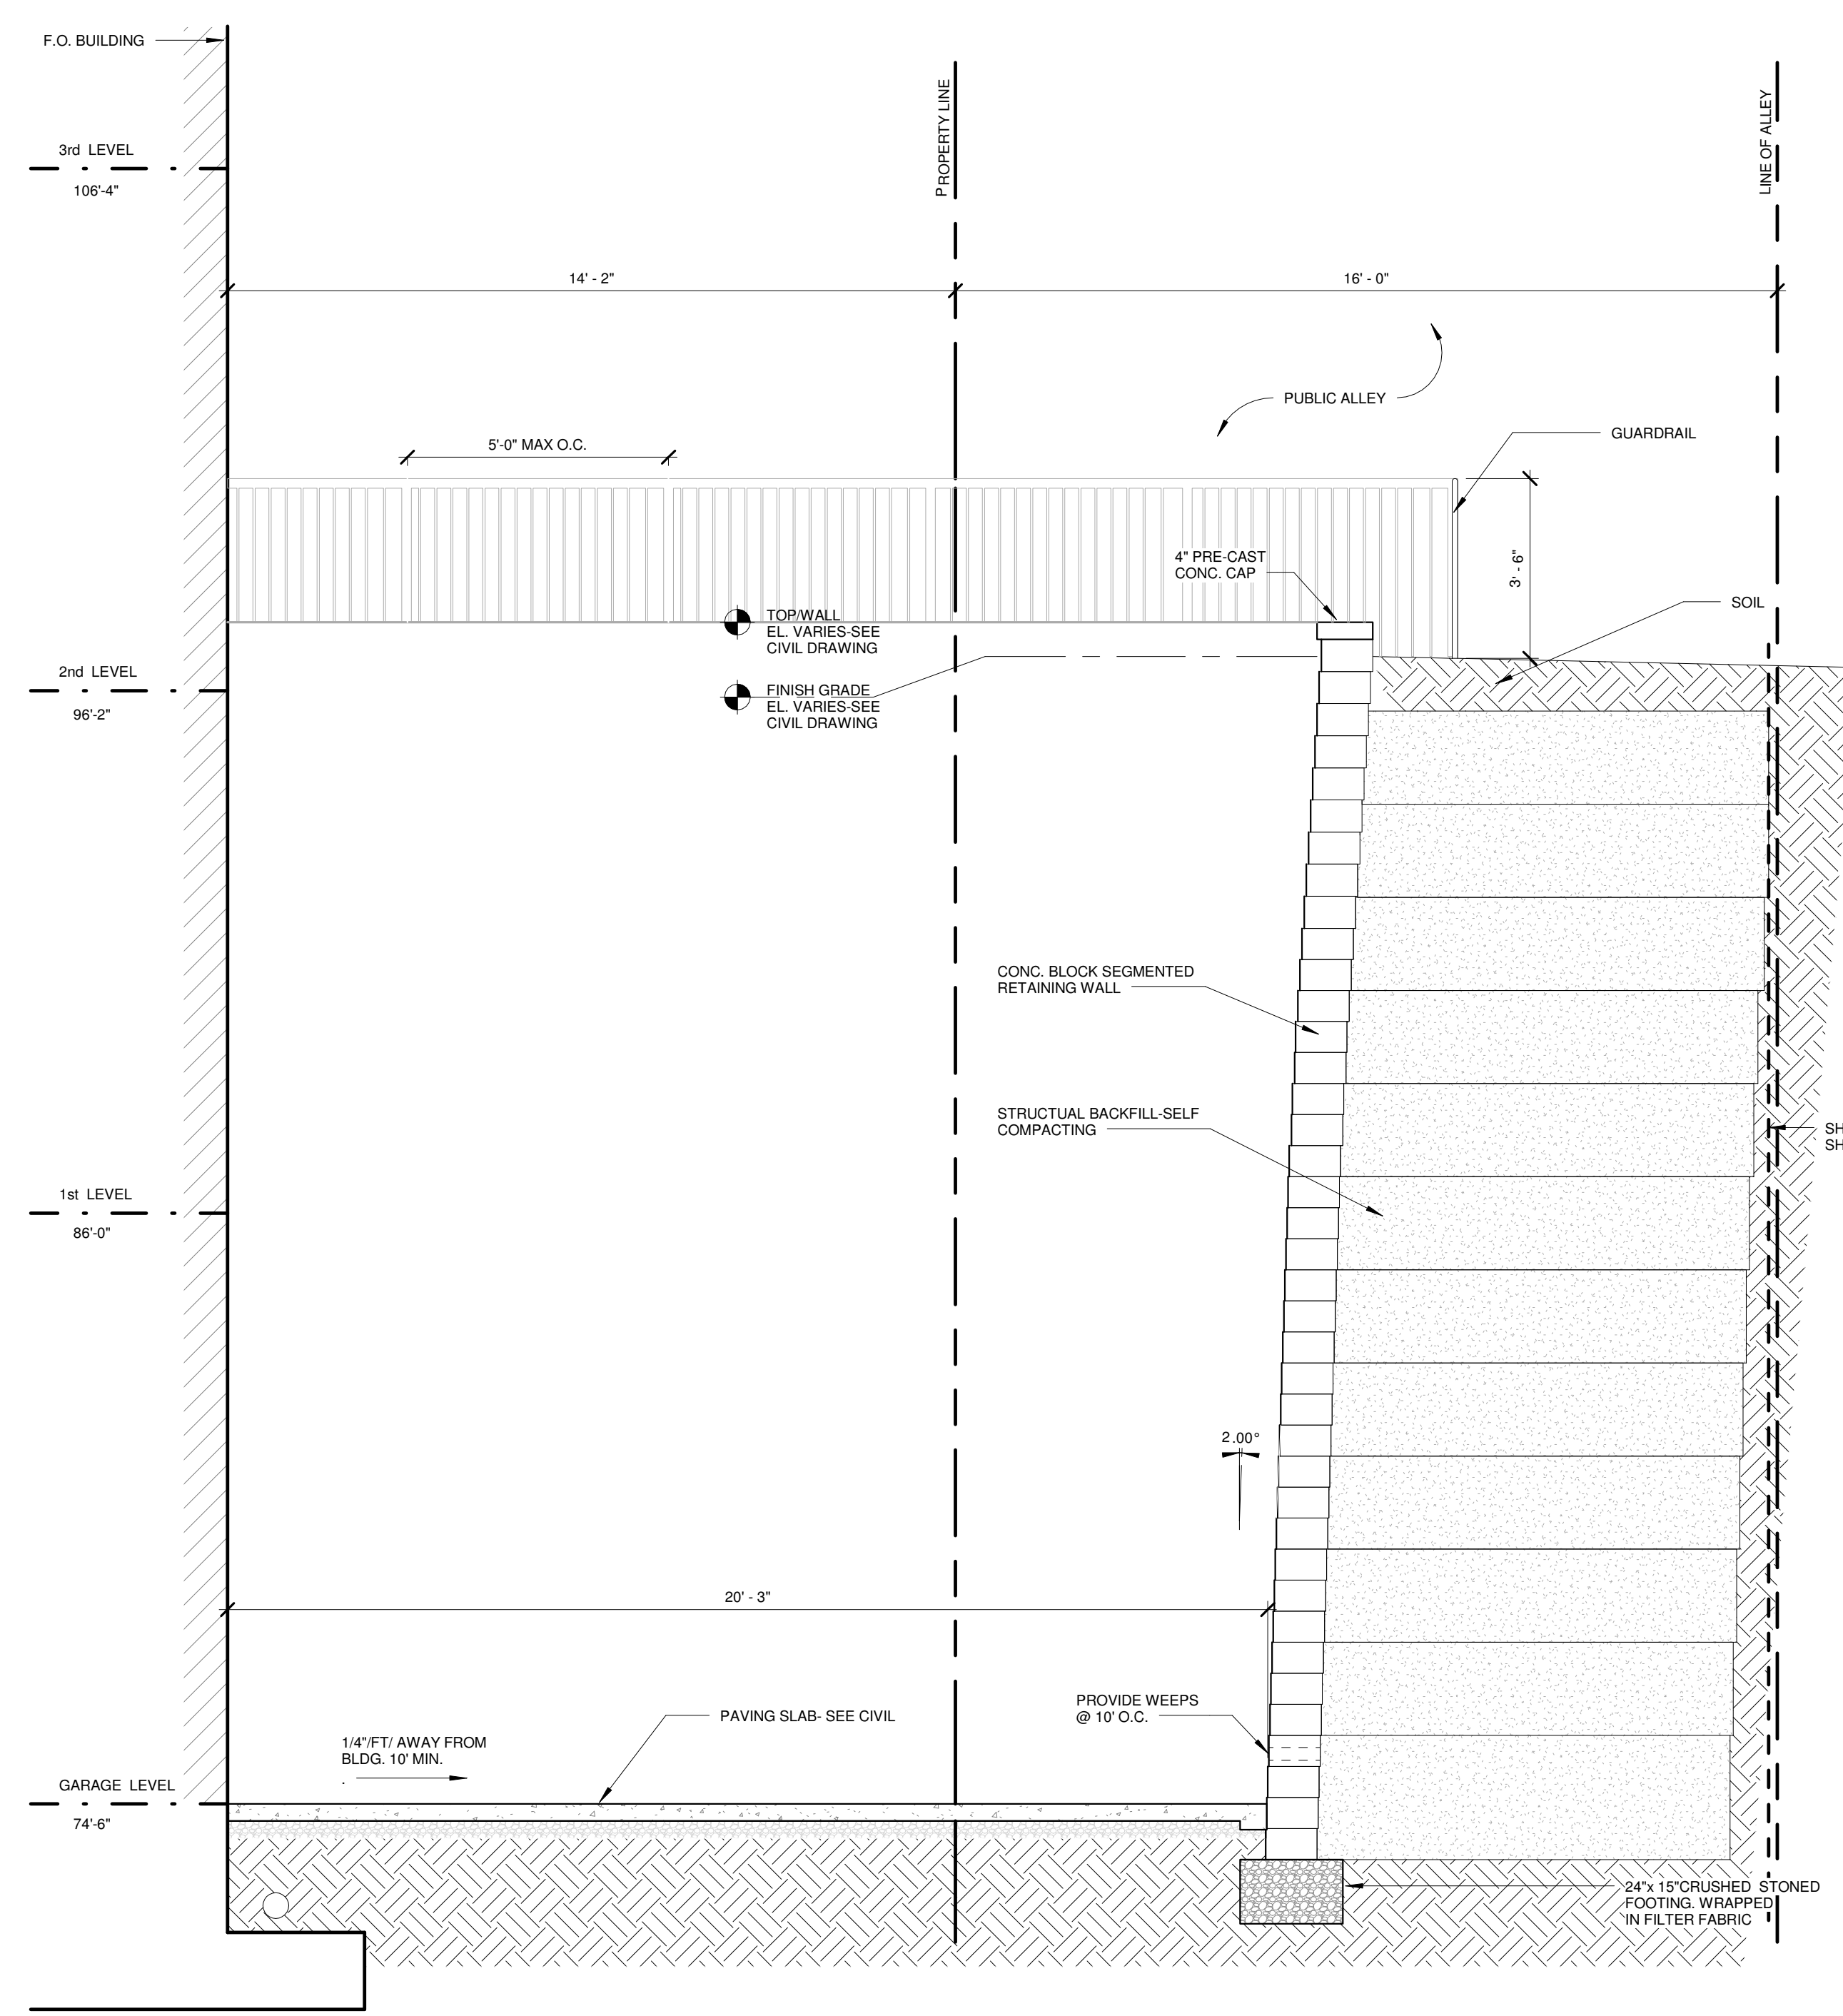 F.O. BUILDING
PROPERTY LINE
LINE OF ALLEY
3rd LEVEL
106'-4"
14' - 2"
16' - 0"
PUBLIC ALLEY
GUARDRAIL
5'-0" MAX O.C.
4" PRE-CAST
CONC. CAP
3' - 6"
SOIL
TOP/WALL
EL. VARIES-SEE
CIVIL DRAWING
2nd LEVEL
96'-2"
FINISH GRADE
EL. VARIES-SEE
CIVIL DRAWING
CONC. BLOCK SEGMENTED
RETAINING WALL
STRUCTUAL BACKFILL-SELF
COMPACTING
SH
SH
1st LEVEL
86'-0"
2.00°
20' - 3"
PROVIDE WEEPS
@ 10' O.C.
PAVING SLAB- SEE CIVIL
1/4"/FT/ AWAY FROM
BLDG. 10' MIN.
.
GARAGE LEVEL
74'-6"
24"x 15"CRUSHED STONED
FOOTING. WRAPPED
IN FILTER FABRIC